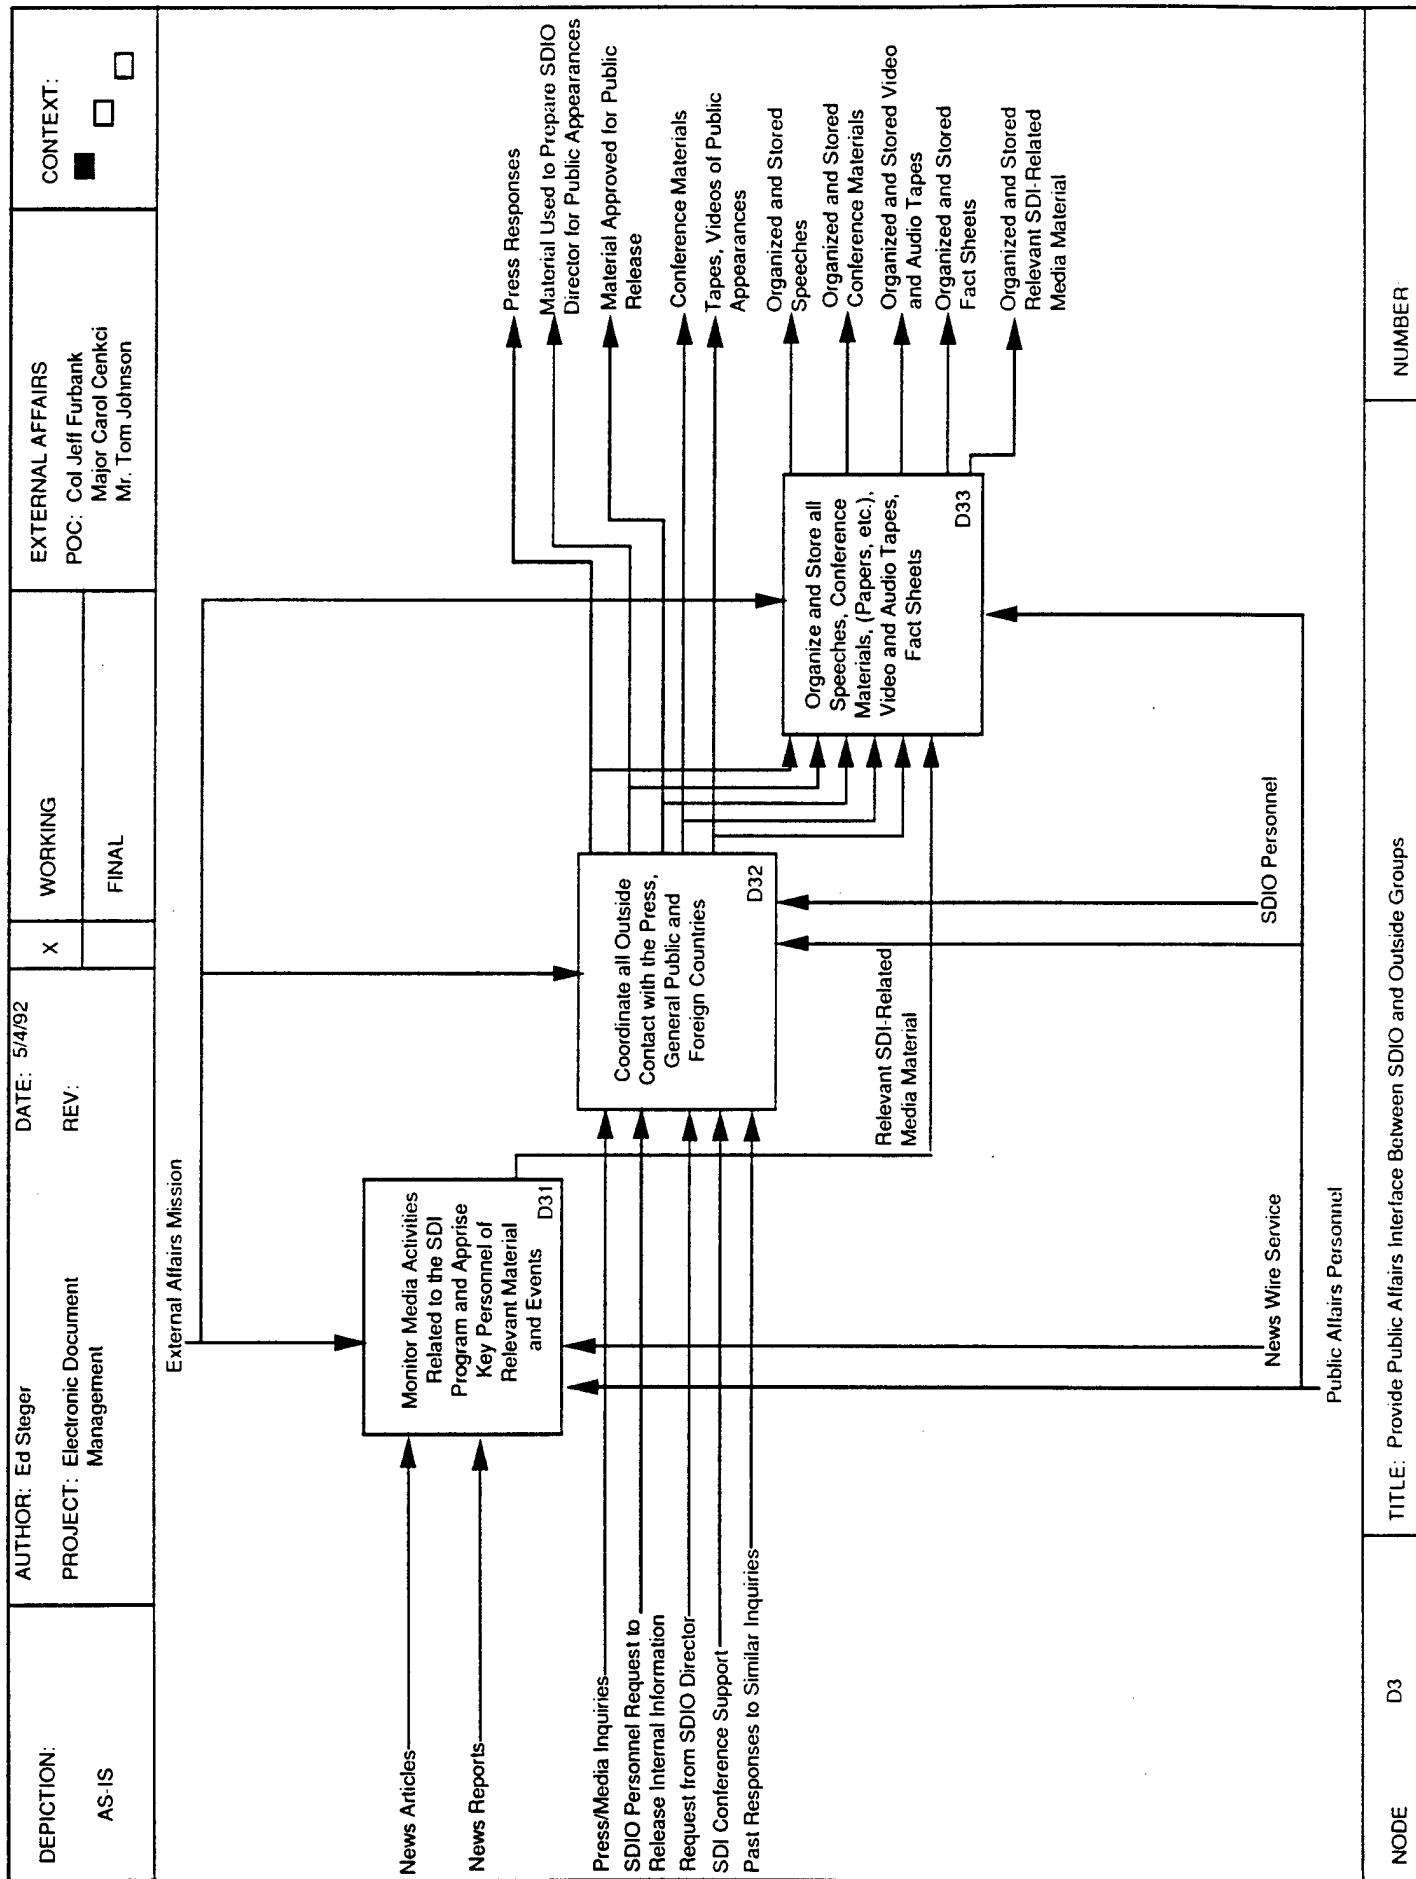 DEPICTION:
AS-IS
AUTHOR: Ed Steger
PROJECT: Electronic Document
Management
DATE: 5/4/92
REV:
X
WORKING
FINAL
EXTERNAL AFFAIRS
POC: Col Jeff Furbank
Major Carol Cenkci
Mr. Tom Johnson
CONTEXT:
External Affairs Mission
News Articles
News Reports
Monitor Media Activities
Related to the SDI
Program and Apprise
Key Personnel of
Relevant Material
and Events
D31
Press/Media Inquiries
SDIO Personnel Request to
Release Internal Information
Request from SDIO Director
SDI Conference Support
Past Responses to Similar Inquiries
Coordinate all Outside
Contact with the Press,
General Public and
Foreign Countries
D32
Relevant SDI-Related
Media Material
Organize and Store all
Speeches, Conference
Materials, (Papers, etc.),
Video and Audio Tapes,
Fact Sheets
D33
Press Responses
Material Used to Prepare SDIO
Director for Public Appearances
Material Approved for Public
Release
Conference Materials
Tapes, Videos of Public
Appearances
Organized and Stored
Speeches
Organized and Stored
Conference Materials
Organized and Stored Video
and Audio Tapes
Organized and Stored
Fact Sheets
Organized and Stored
Relevant SDI-Related
Media Material
News Wire Service
SDIO Personnel
Public Affairs Personnel
NODE D3
TITLE: Provide Public Affairs Interface Between SDIO and Outside Groups
NUMBER